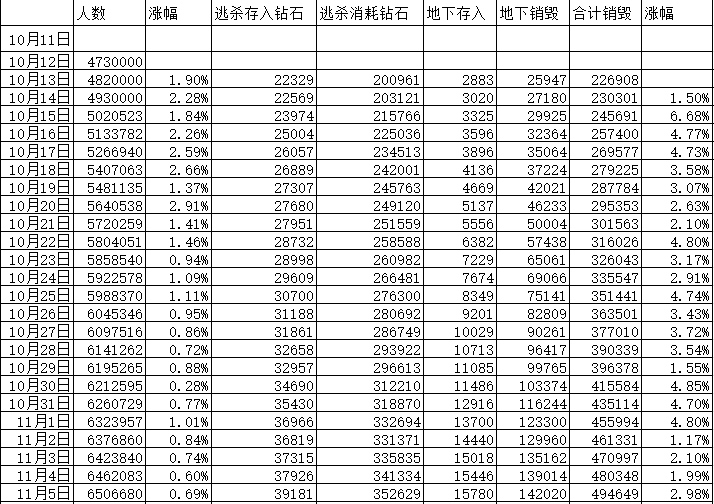 人数 涨幅 逃杀存入钻石 逃杀消耗钻石 地下存入 地下销毁 合计销毁 涨幅
10月11日
10月12日 4730000
10月13日 4820000 1.90% 22329 200961 2883 25947 226908
10月14日 4930000 2.28% 22569 203121 3020 27180 230301 1.50%
10月15日 5020523 1.84% 23974 215766 3325 29925 245691 6.68%
10月16日 5133782 2.26% 25004 225036 3596 32364 257400 4.77%
10月17日 5266940 2.59% 26057 234513 3896 35064 269577 4.73%
10月18日 5407063 2.66% 26889 242001 4136 37224 279225 3.58%
10月19日 5481135 1.37% 27307 245763 4669 42021 287784 3.07%
10月20日 5640538 2.91% 27680 249120 5137 46233 295353 2.63%
10月21日 5720259 1.41% 27951 251559 5556 50004 301563 2.10%
10月22日 5804051 1.46% 28732 258588 6382 57438 316026 4.80%
10月23日 5858540 0.94% 28998 260982 7229 65061 326043 3.17%
10月24日 5922578 1.09% 29609 266481 7674 69066 335547 2.91%
10月25日 5988370 1.11% 30700 276300 8349 75141 351441 4.74%
10月26日 6045346 0.95% 31188 280692 9201 82809 363501 3.43%
10月27日 6097516 0.86% 31861 286749 10029 90261 377010 3.72%
10月28日 6141262 0.72% 32658 293922 10713 96417 390339 3.54%
10月29日 6195265 0.88% 32957 296613 11085 99765 396378 1.55%
10月30日 6212595 0.28% 34690 312210 11486 103374 415584 4.85%
10月31日 6260729 0.77% 35430 318870 12916 116244 435114 4.70%
11月1日 6323957 1.01% 36966 332694 13700 123300 455994 4.80%
11月2日 6376860 0.84% 36819 331371 14440 129960 461331 1.17%
11月3日 6423840 0.74% 37315 335835 15018 135162 470997 2.10%
11月4日 6462083 0.60% 37926 341334 15446 139014 480348 1.99%
11月5日 6506680 0.69% 39181 352629 15780 142020 494649 2.98%